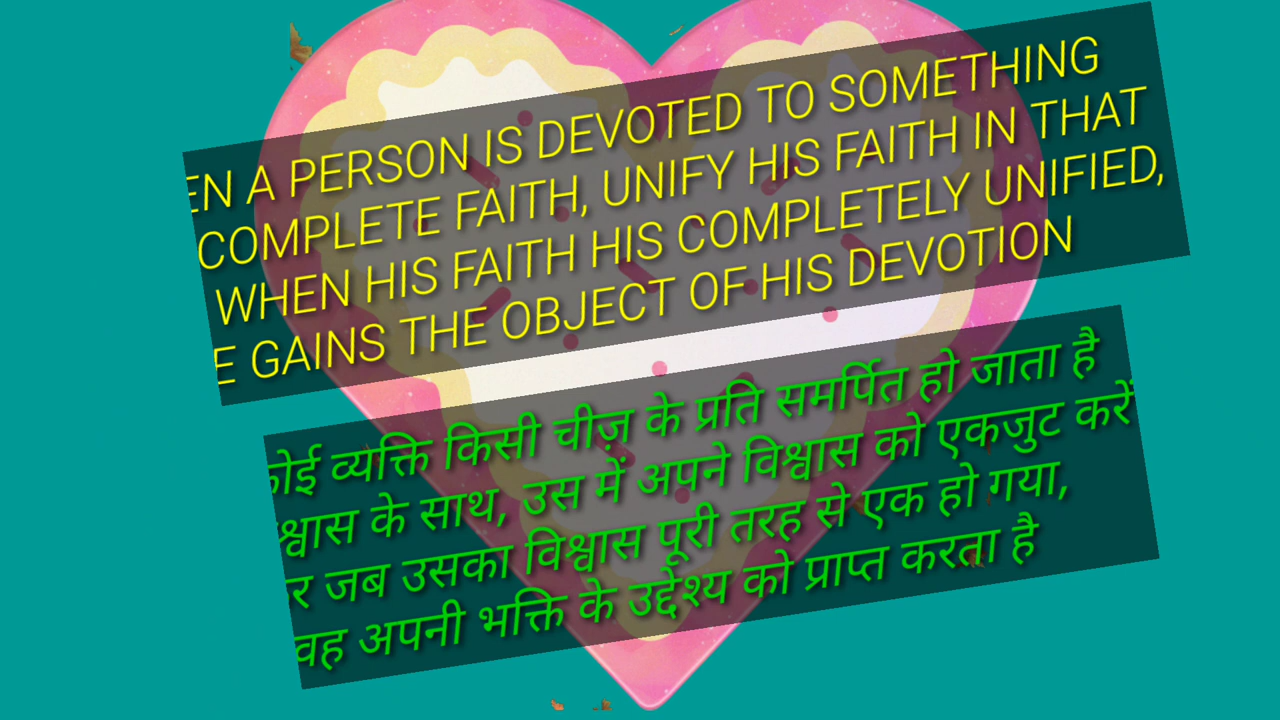 A PERSON IS DEVOTED TO SOMETHING
COMPLETE FAITH, UNIFY HIS FAITH IN THAT
WHEN HIS FAITH HIS COMPLETELY UNIFIED,
GAINS THE OBJECT OF HIS DEVOTION
व्यक्ति किसी चीज़ के प्रति समर्पित हो जाता है
के साथ, उस में अपने विश्वास को एकजुट करें
जब उसका विश्वास पूरी तरह से एक हो गया,
वह अपनी भक्ति के उद्देश्य को प्राप्त करता है